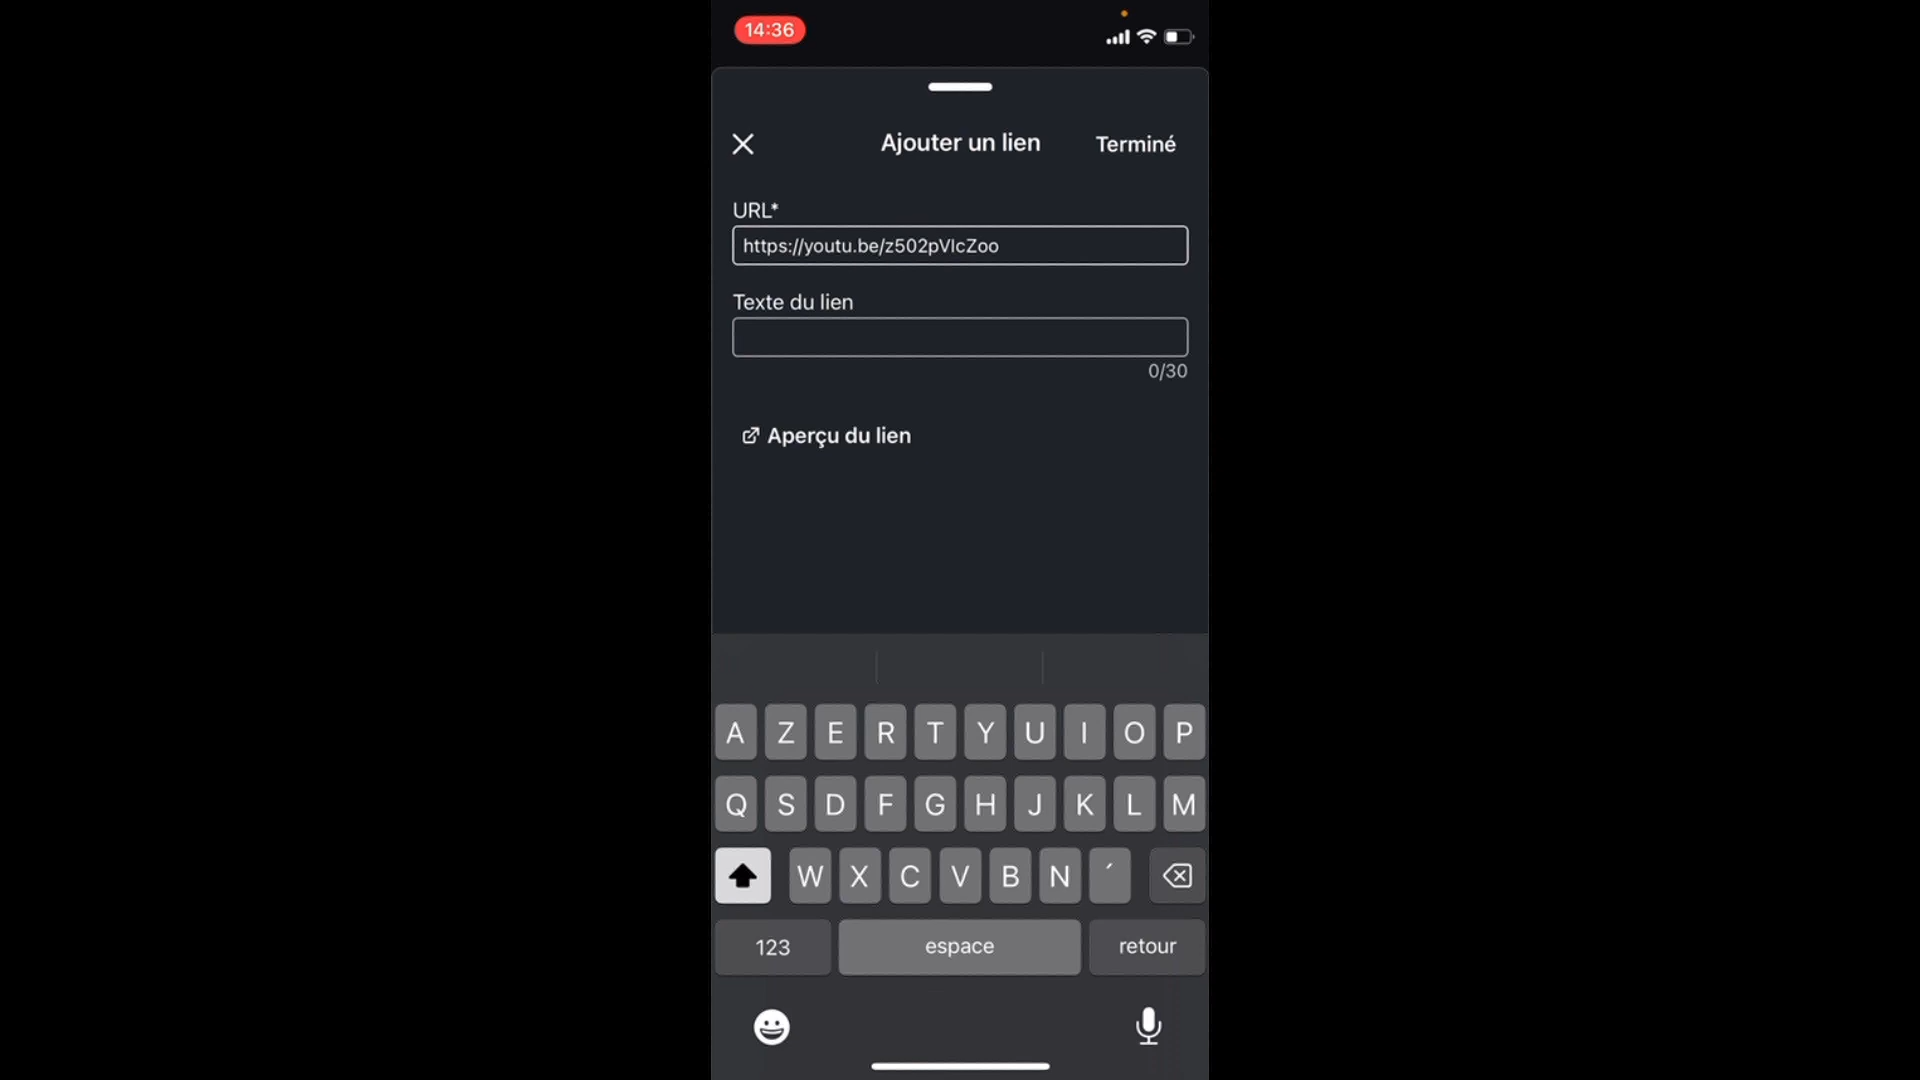 14:36
Ajouter un lien
Terminé
URL*
https://youtu.be/z502pVIcZoo
Texte du lien
0/30
Aperçu du lien
A Z E R T Y U I O P
Q S D F G H J K L M
W X C V B N ´
123 espace retour